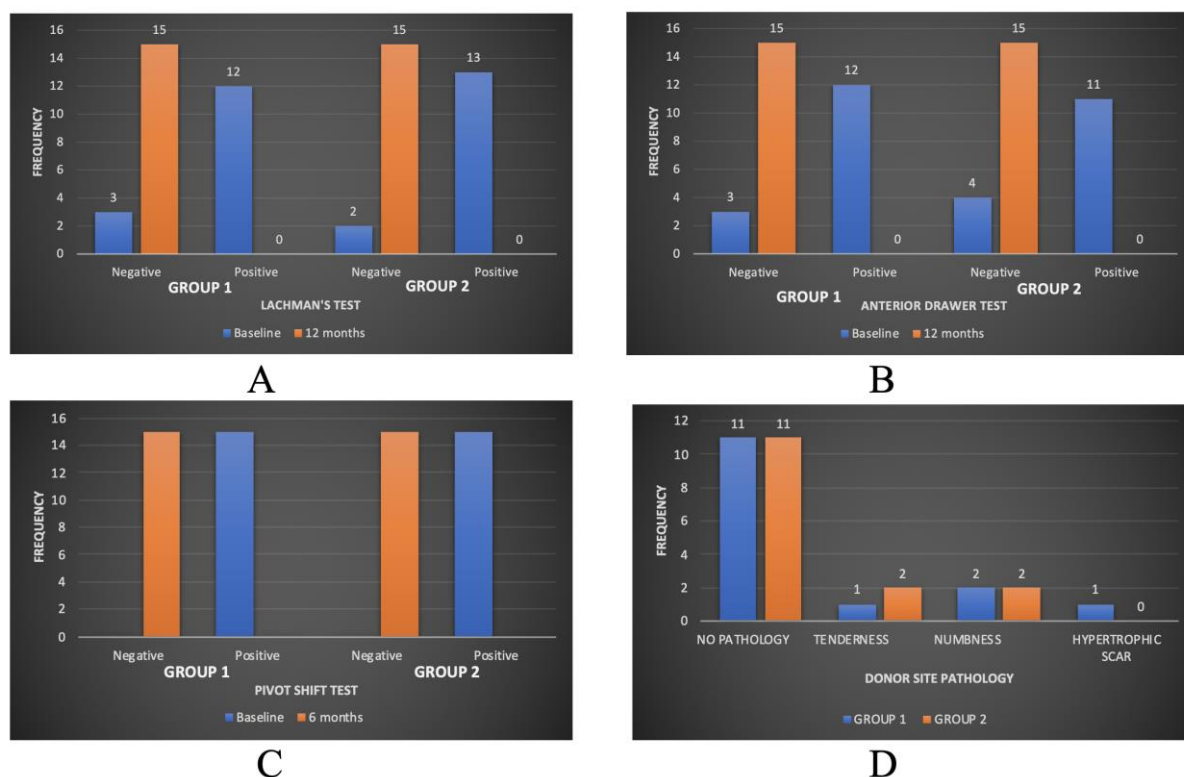 16
14
12
10
8
6
4
2
0
FREQUENCY
3
15
12
0
2
15
13
0
Negative Positive Negative Positive
GROUP 1 GROUP 2
LACHMAN'S TEST
Baseline 12 months
A
16
14
12
10
8
6
4
2
0
FREQUENCY
3
15
12
0
4
15
11
0
Negative Positive Negative Positive
GROUP 1 GROUP 2
ANTERIOR DRAWER TEST
Baseline 12 months
B
16
14
12
10
8
6
4
2
0
FREQUENCY
Negative Positive Negative Positive
GROUP 1 GROUP 2
PIVOT SHIFT TEST
Baseline 6 months
C
12
10
8
6
4
2
0
FREQUENCY
11 11
1 2
2 2
1 0
NO PATHOLOGY TENDERNESS NUMBNESS HYPERTROPHIC
SCAR
DONOR SITE PATHOLOGY
GROUP 1 GROUP 2
D